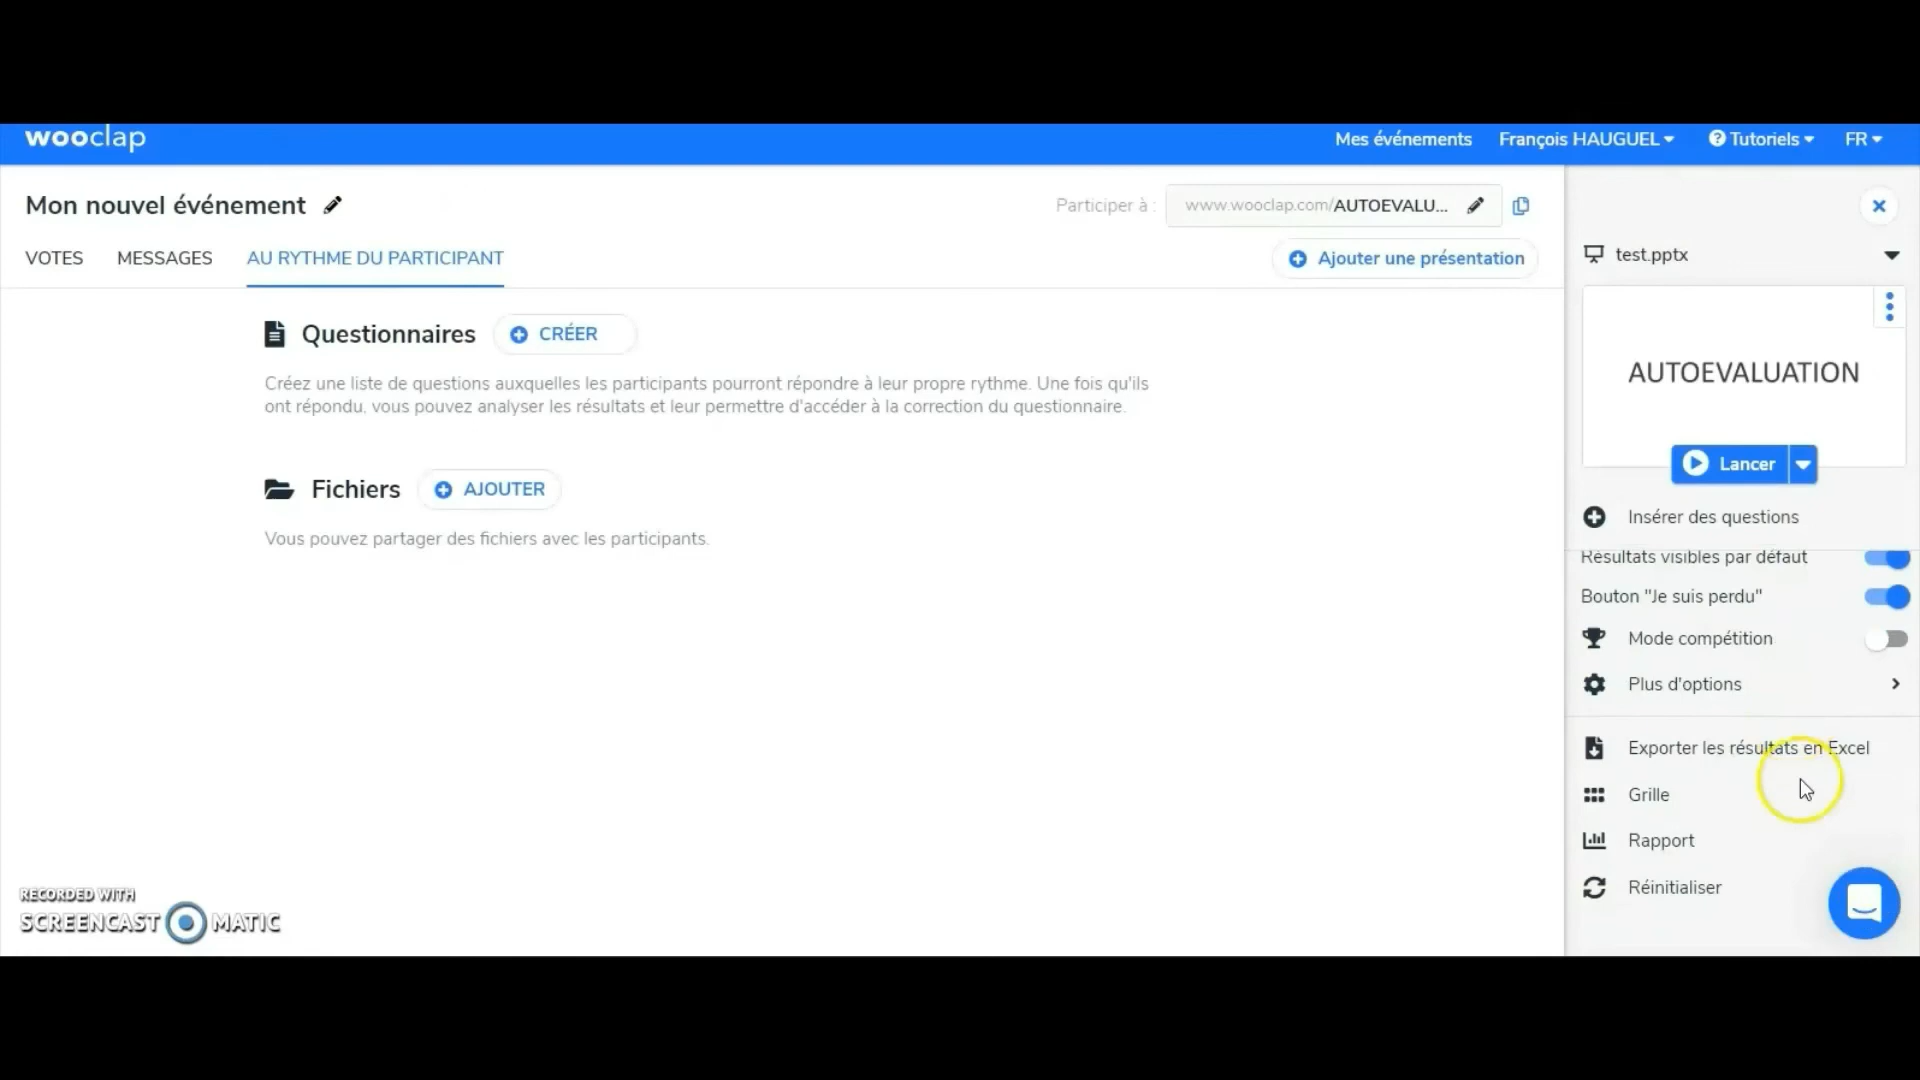 wooclap
Mes événements
François HAUGUEL
Tutoriels
FR
Mon nouvel événement
Participer à :
www.wooclap.com/AUTOEVALU...
VOTES
MESSAGES
AU RYTHME DU PARTICIPANT
Ajouter une présentation
Questionnaires
CRÉER
Créez une liste de questions auxquelles les participants pourront répondre à leur propre rythme. Une fois qu'ils
ont répondu, vous pouvez analyser les résultats et leur permettre d'accéder à la correction du questionnaire.
Fichiers
AJOUTER
Vous pouvez partager des fichiers avec les participants.
test.pptx
AUTOEVALUATION
Lancer
Insérer des questions
Résultats visibles par défaut
Bouton "Je suis perdu"
Mode compétition
Plus d'options
Exporter les résultats en Excel
Grille
Rapport
Réinitialiser
RECORDED WITH
SCREENCAST MATIC